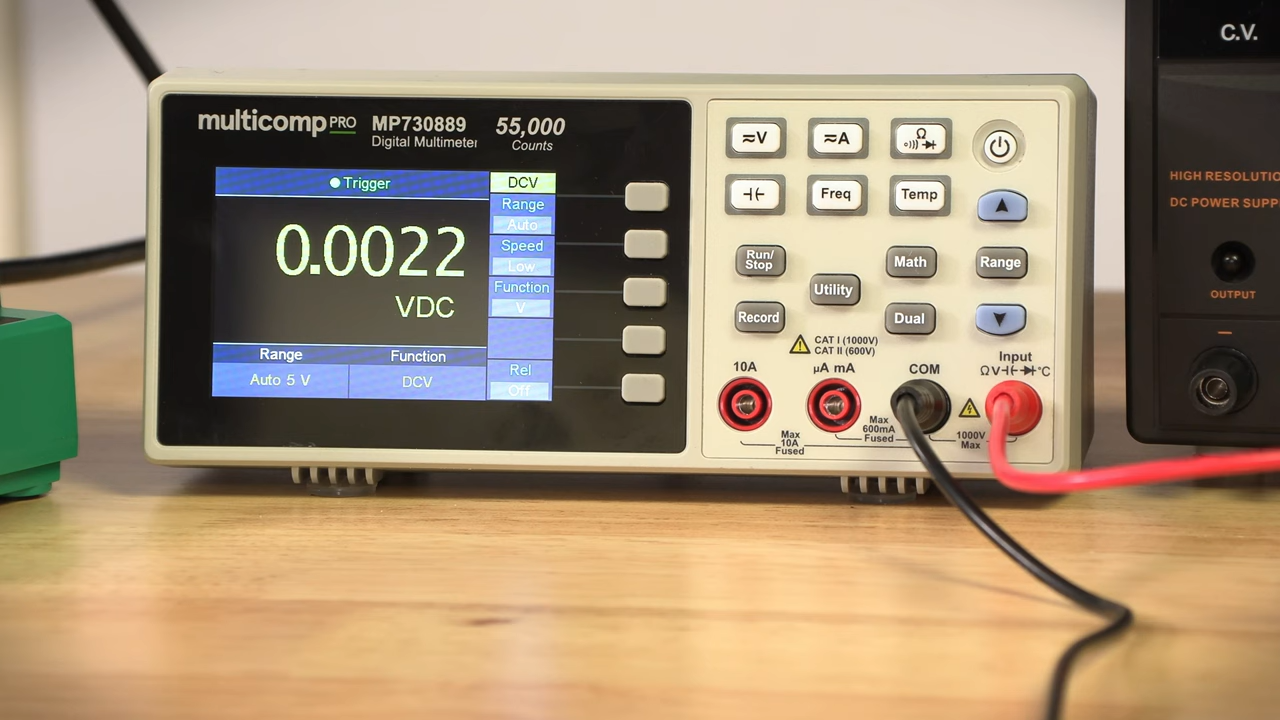 multicomp PRO
MP730889
Digital Multimeter
55,000
Counts
Trigger
0.0022
VDC
Range
Function
Auto 5 V
DCV
DCV
Range
Auto
Speed
Low
Function
V
Rel
Off
≂V
≂A
Ω
Freq
Temp
Run/
Stop
Math
Range
Utility
Record
Dual
CAT I (1000V)
CAT II (600V)
10A
µA mA
COM
Input
ΩV °C
Max
10A
Fused
Max
600mA
Fused
1000V
Max
C.V.
HIGH RESOLUTIO
DC POWER SUPP
OUTPUT